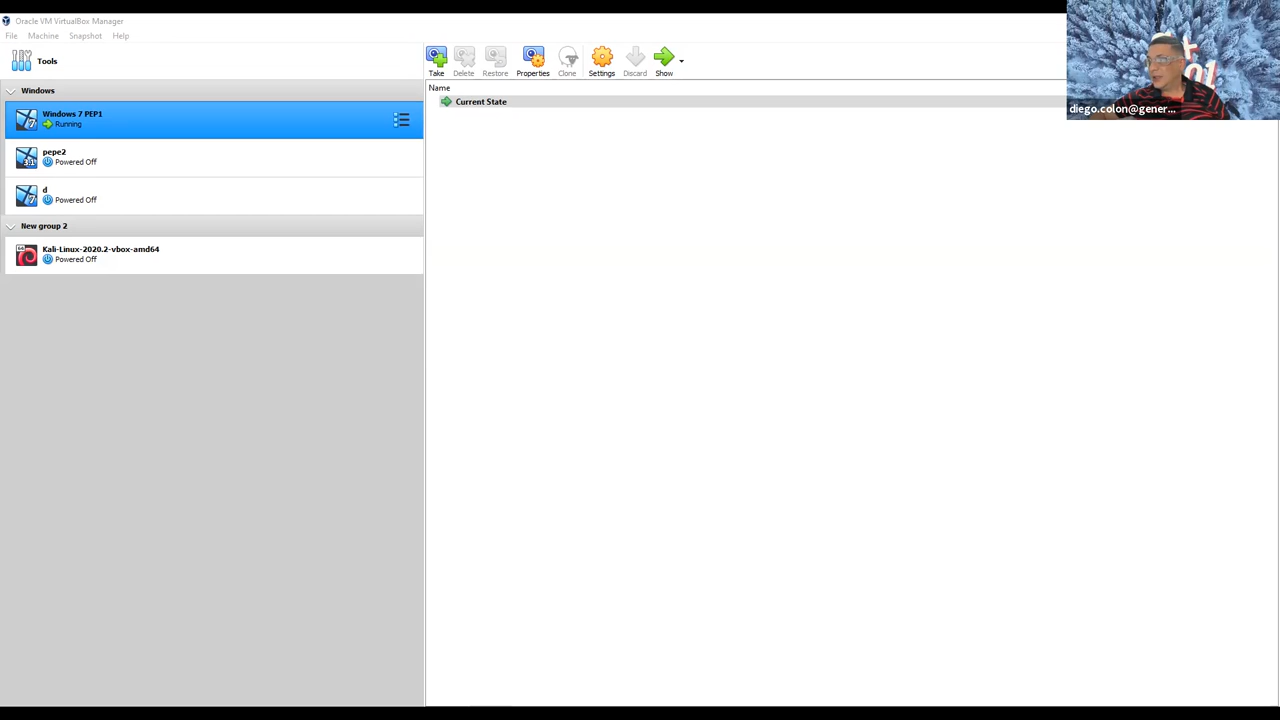 Oracle VM VirtualBox Manager
File Machine Snapshot Help
Tools
Take Delete Restore Properties Clone Settings Discard Show
Windows
Windows 7 PEP1
Running
pepe2
Powered Off
d
Powered Off
New group 2
Kali-Linux-2020.2-vbox-amd64
Powered Off
Name
Current State
diego.colon@gener...